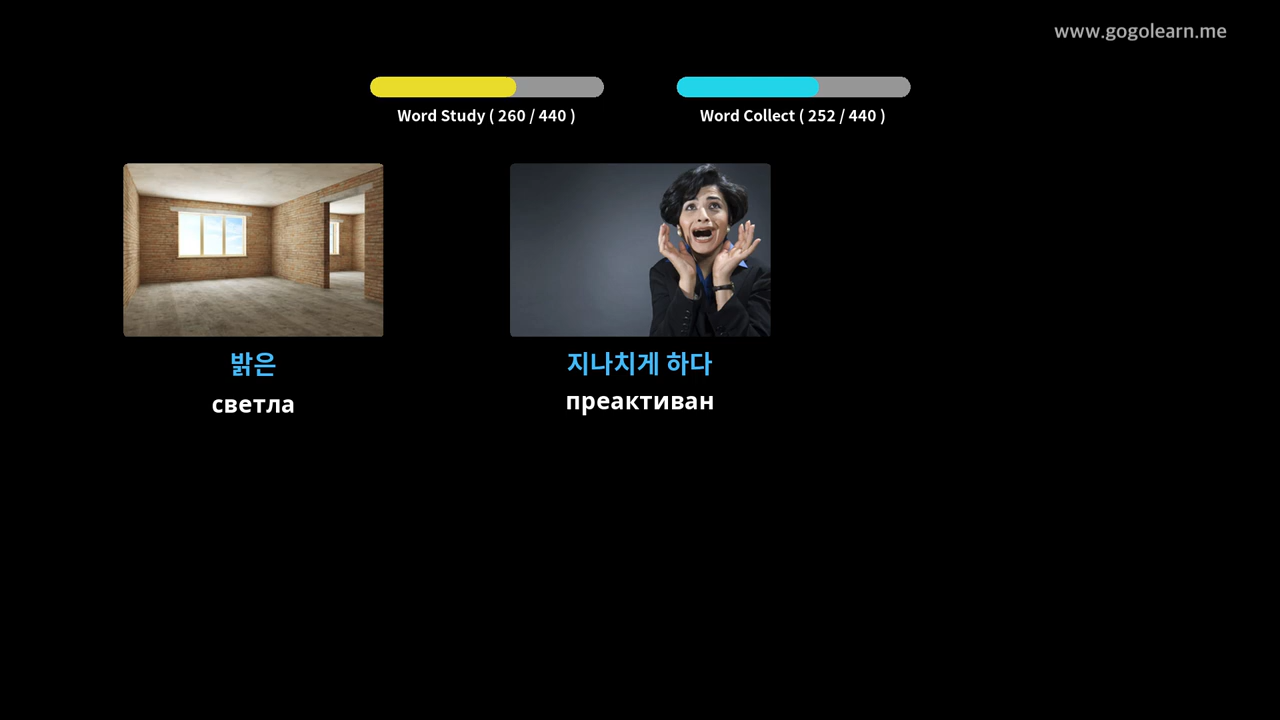 www.gogolearn.me
Word Study ( 260 / 440 )
Word Collect ( 252 / 440 )
밝은
светла
지나치게 하다
преактиван